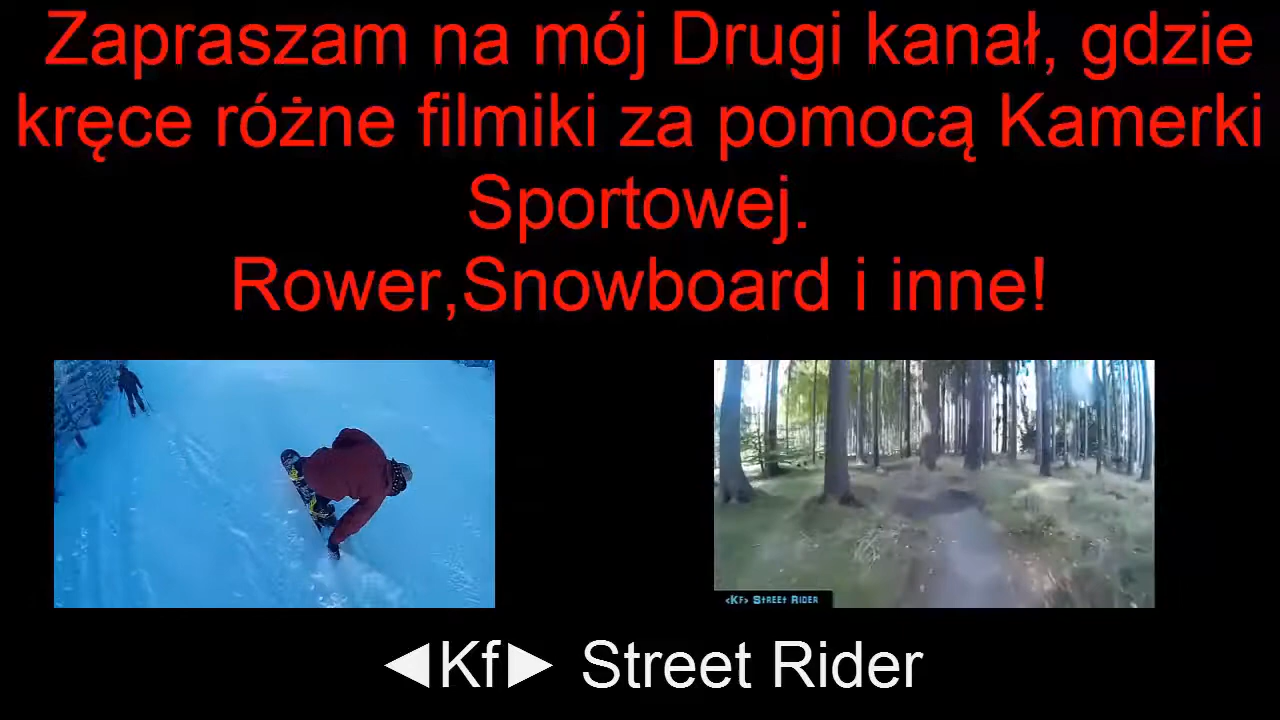 Zapraszam na mój Drugi kanał, gdzie
kręce różne filmiki za pomocą Kamerki
Sportowej.
Rower,Snowboard i inne!
<Kf> Street Rider
◄Kf► Street Rider